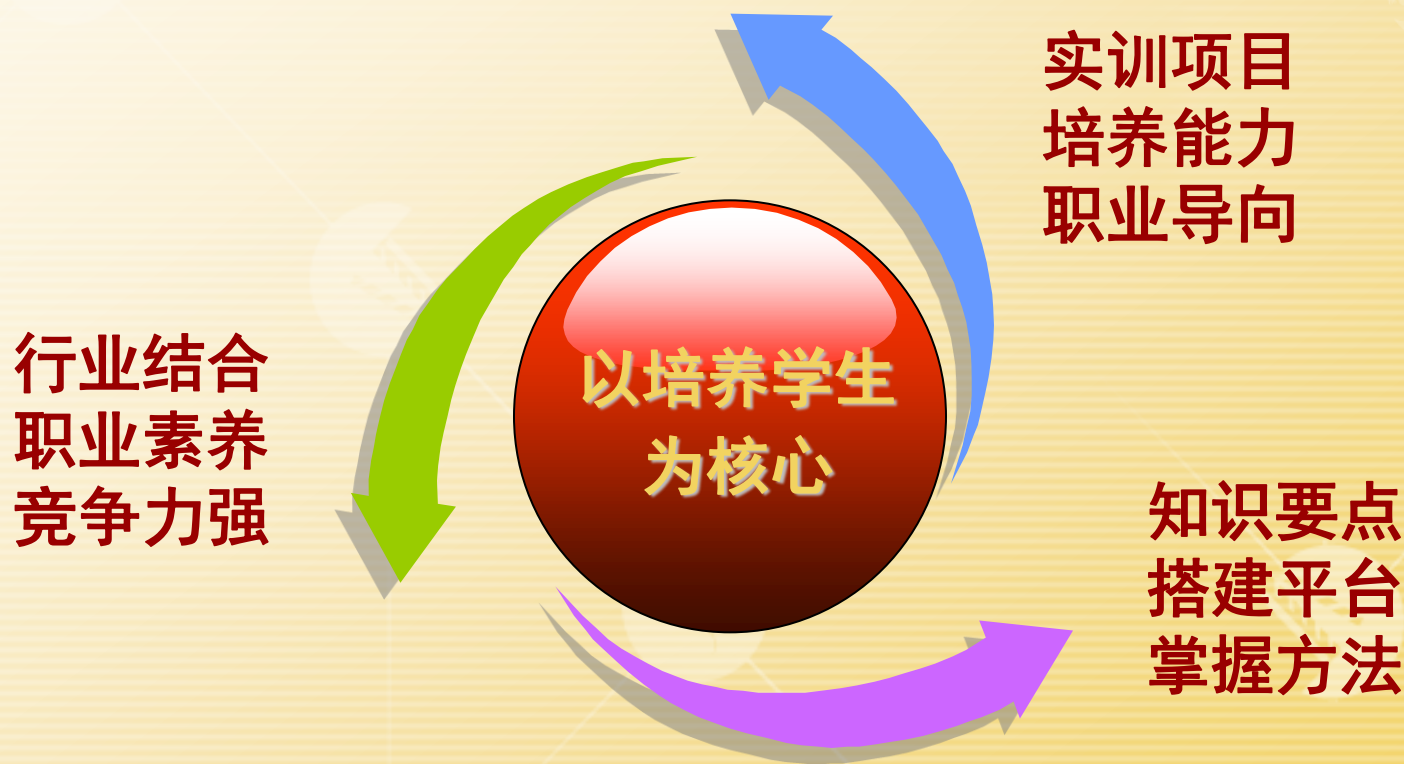 实训项目
培养能力
职业导向
行业结合
职业素养
竞争力强
以培养学生
为核心
知识要点
搭建平台
掌握方法